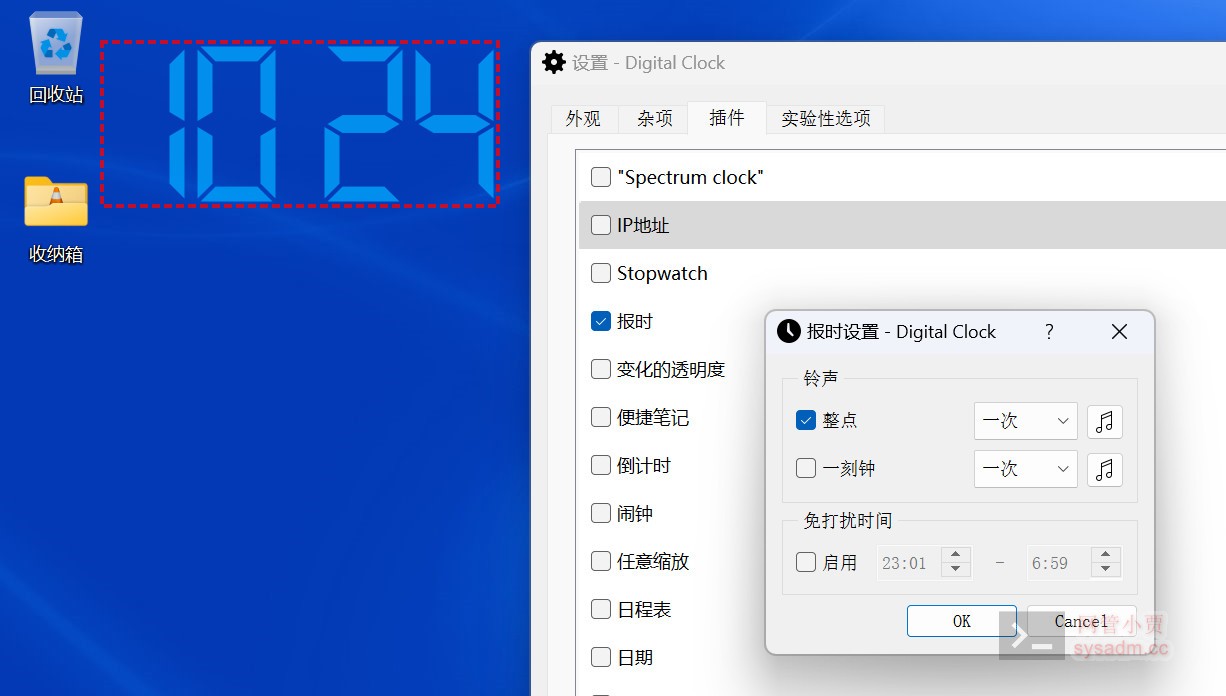 回收站
10 24
收纳箱
设置 - Digital Clock
外观 杂项 插件 实验性选项
"Spectrum clock"
IP地址
Stopwatch
报时
变化的透明度
便捷笔记
倒计时
闹钟
任意缩放
日程表
日期
报时设置 - Digital Clock ?
铃声
整点 一次
一刻钟 一次
免打扰时间
启用 23:01 – 6:59
OK Cancel
网管小贾
sysadm.cc